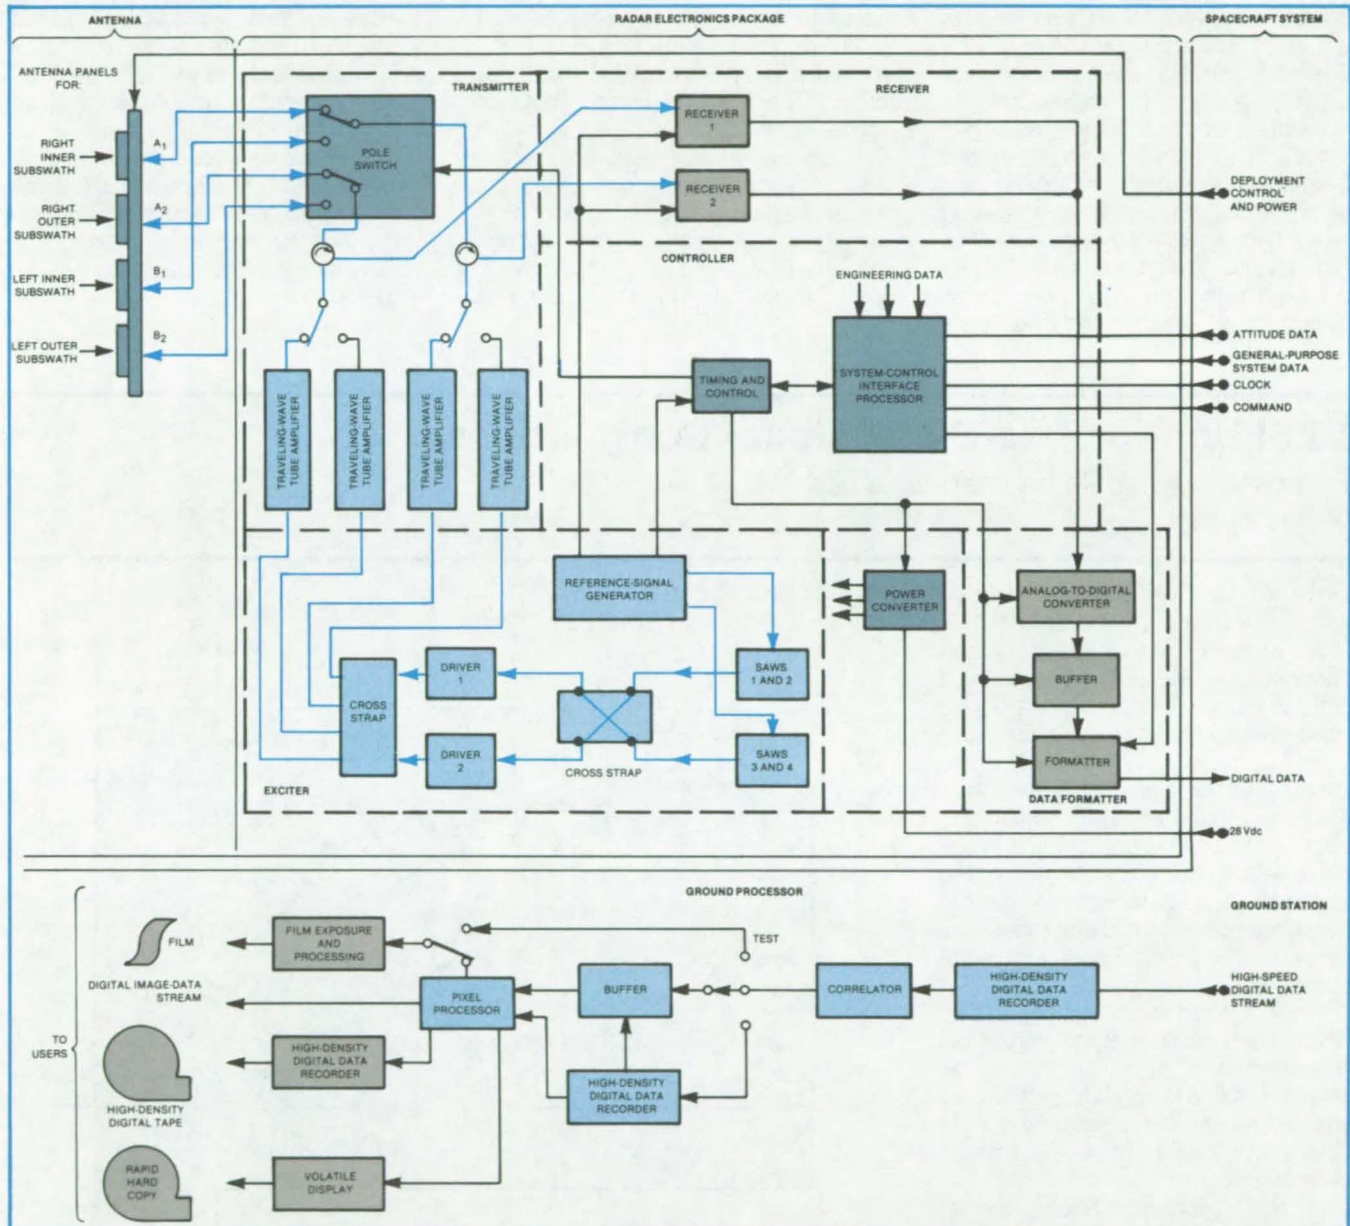 ANTENNA
RADAR ELECTRONICS PACKAGE
SPACECRAFT SYSTEM
ANTENNA PANELS
FOR:
RIGHT
INNER
SUBSWATH
RIGHT
OUTER
SUBSWATH
LEFT INNER
SUBSWATH
LEFT OUTER
SUBSWATH
A1
A2
B1
B2
TRANSMITTER
POLE
SWITCH
TRAVELING-WAVE
TUBE AMPLIFIER
TRAVELING-WAVE
TUBE AMPLIFIER
TRAVELING-WAVE
TUBE AMPLIFIER
TRAVELING-WAVE
TUBE AMPLIFIER
RECEIVER
RECEIVER
1
RECEIVER
2
CONTROLLER
ENGINEERING DATA
TIMING AND
CONTROL
SYSTEM-CONTROL
INTERFACE
PROCESSOR
DEPLOYMENT
CONTROL
AND POWER
ATTITUDE DATA
GENERAL-PURPOSE
SYSTEM DATA
CLOCK
COMMAND
REFERENCE-SIGNAL
GENERATOR
POWER
CONVERTER
ANALOG-TO-DIGITAL
CONVERTER
CROSS
STRAP
DRIVER
1
DRIVER
2
CROSS STRAP
SAWS
1 AND 2
SAWS
3 AND 4
EXCITER
BUFFER
FORMATTER
DATA FORMATTER
DIGITAL DATA
28 Vdc
GROUND PROCESSOR
GROUND STATION
TO
USERS
FILM
DIGITAL IMAGE-DATA
STREAM
HIGH-DENSITY
DIGITAL TAPE
RAPID
HARD
COPY
FILM EXPOSURE
AND
PROCESSING
HIGH-DENSITY
DIGITAL DATA
RECORDER
VOLATILE
DISPLAY
PIXEL
PROCESSOR
BUFFER
HIGH-DENSITY
DIGITAL DATA
RECORDER
TEST
CORRELATOR
HIGH-DENSITY
DIGITAL DATA
RECORDER
HIGH-SPEED
DIGITAL DATA
STREAM